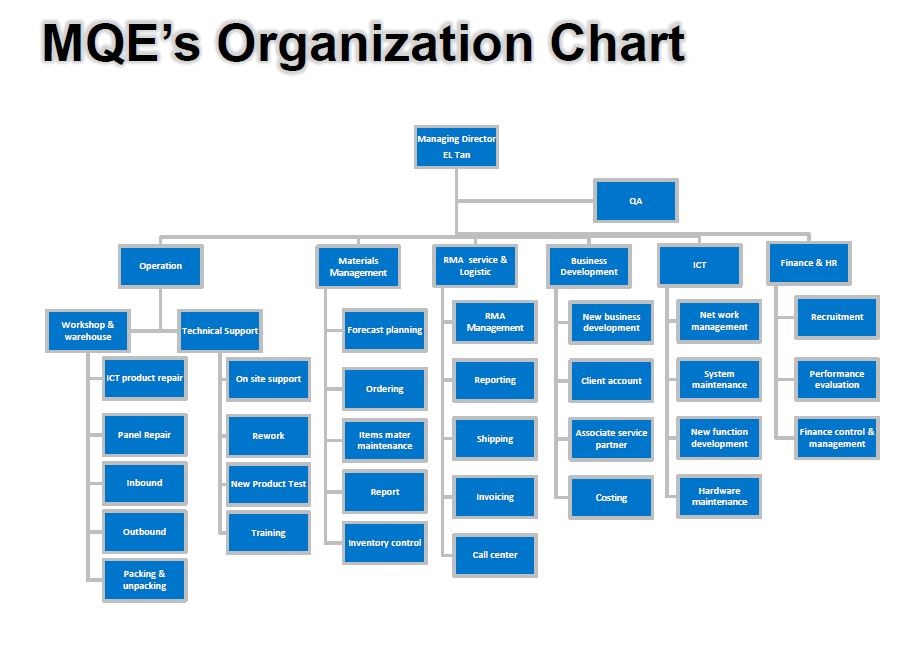 MQE’s Organization Chart
Managing Director
EL Tan
QA
Operation
Materials
Management
RMA service &
Logistic
Business
Development
ICT
Finance & HR
Workshop &
warehouse
Technical Support
ICT product repair
Panel Repair
Inbound
Outbound
Packing &
unpacking
On site support
Rework
New Product Test
Training
Forecast planning
Ordering
Items mater
maintenance
Report
Inventory control
RMA
Management
Reporting
Shipping
Invoicing
Call center
New business
development
Client account
Associate service
partner
Costing
Net work
management
System
maintenance
New function
development
Hardware
maintenance
Recruitment
Performance
evaluation
Finance control &
management